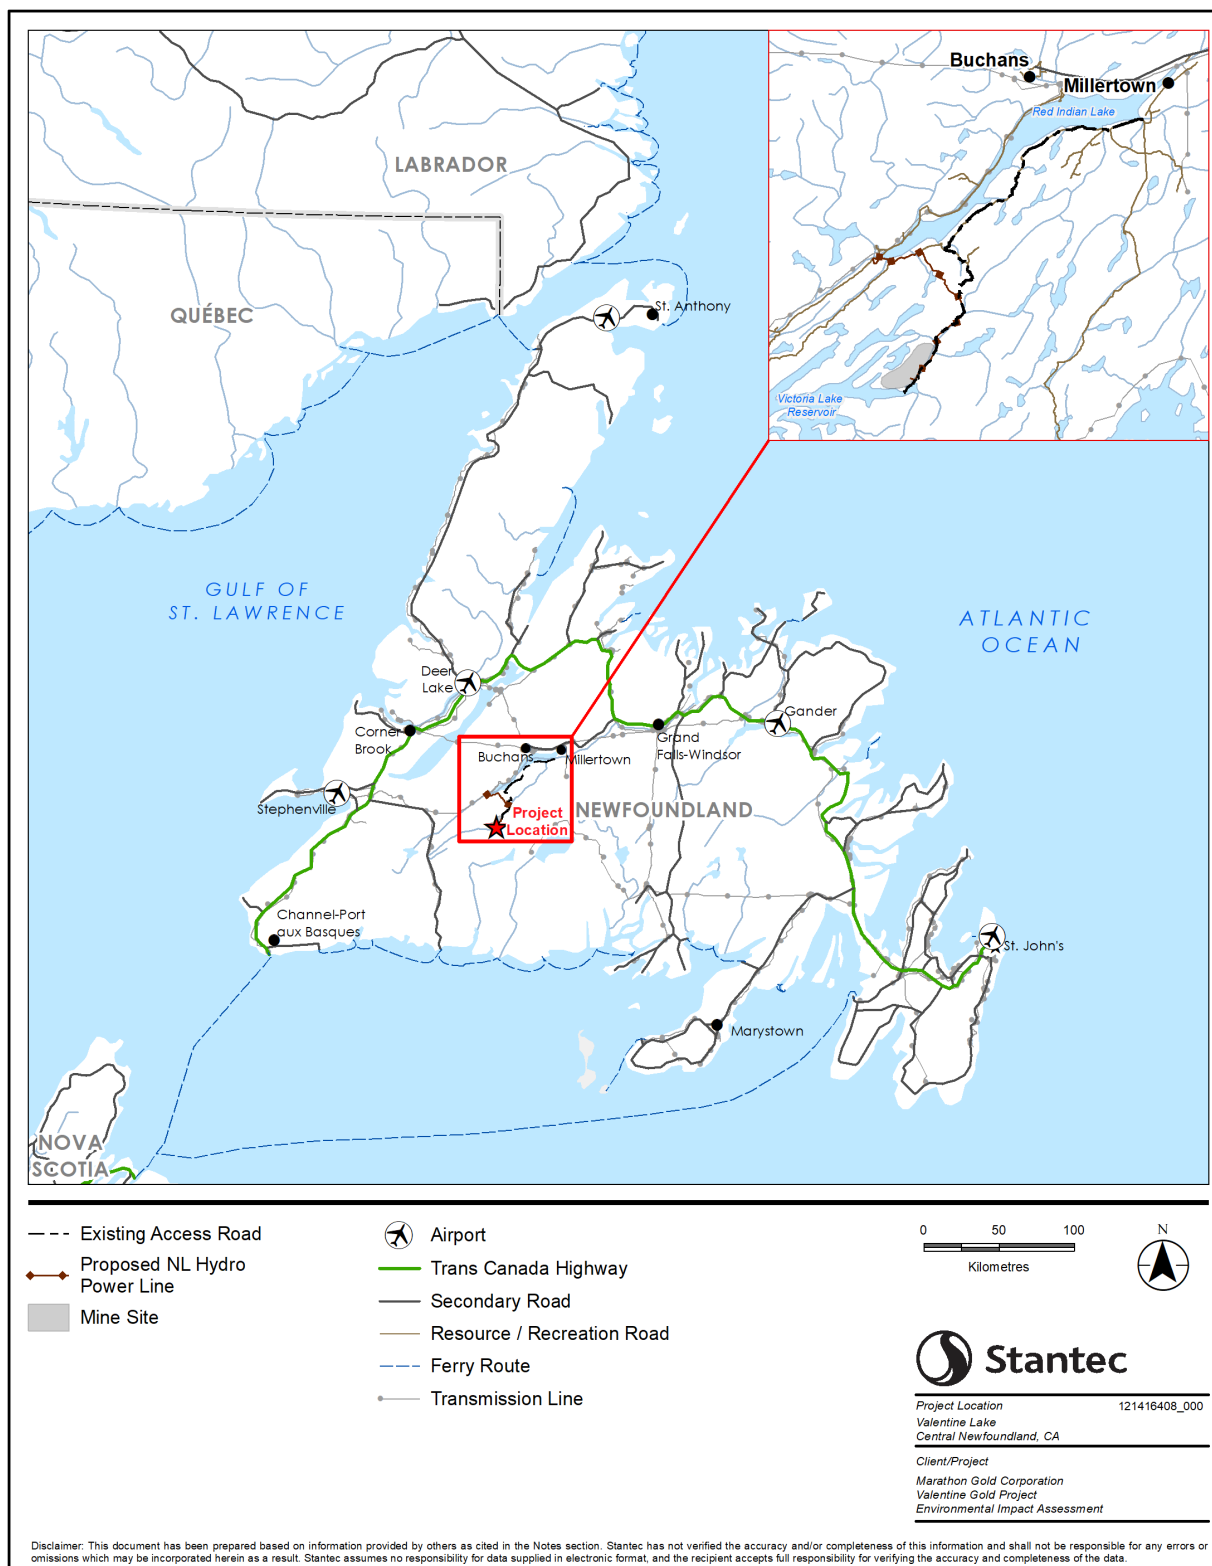 Buchans
Millertown
Red Indian Lake
LABRADOR
QUÉBEC
St. Anthony
Victoria Lake
Reservoir
GULF OF
ST. LAWRENCE
ATLANTIC
OCEAN
Deer
Lake
Corner
Brook
Gander
Grand
Falls-Windsor
Buchans
Millertown
Stephenville
Project
Location
NEWFOUNDLAND
Channel-Port
aux Basques
St. John's
Marystown
NOVA
SCOTIA
Existing Access Road
Proposed NL Hydro
Power Line
Mine Site
Airport
Trans Canada Highway
Secondary Road
Resource / Recreation Road
Ferry Route
Transmission Line
0 50 100
Kilometres
N
Stantec
Project Location 121416408_000
Valentine Lake
Central Newfoundland, CA
Client/Project
Marathon Gold Corporation
Valentine Gold Project
Environmental Impact Assessment
Disclaimer: This document has been prepared based on information provided by others as cited in the Notes section. Stantec has not verified the accuracy and/or completeness of this information and shall not be responsible for any errors or
omissions which may be incorporated herein as a result. Stantec assumes no responsibility for data supplied in electronic format, and the recipient accepts full responsibility for verifying the accuracy and completeness of the data.